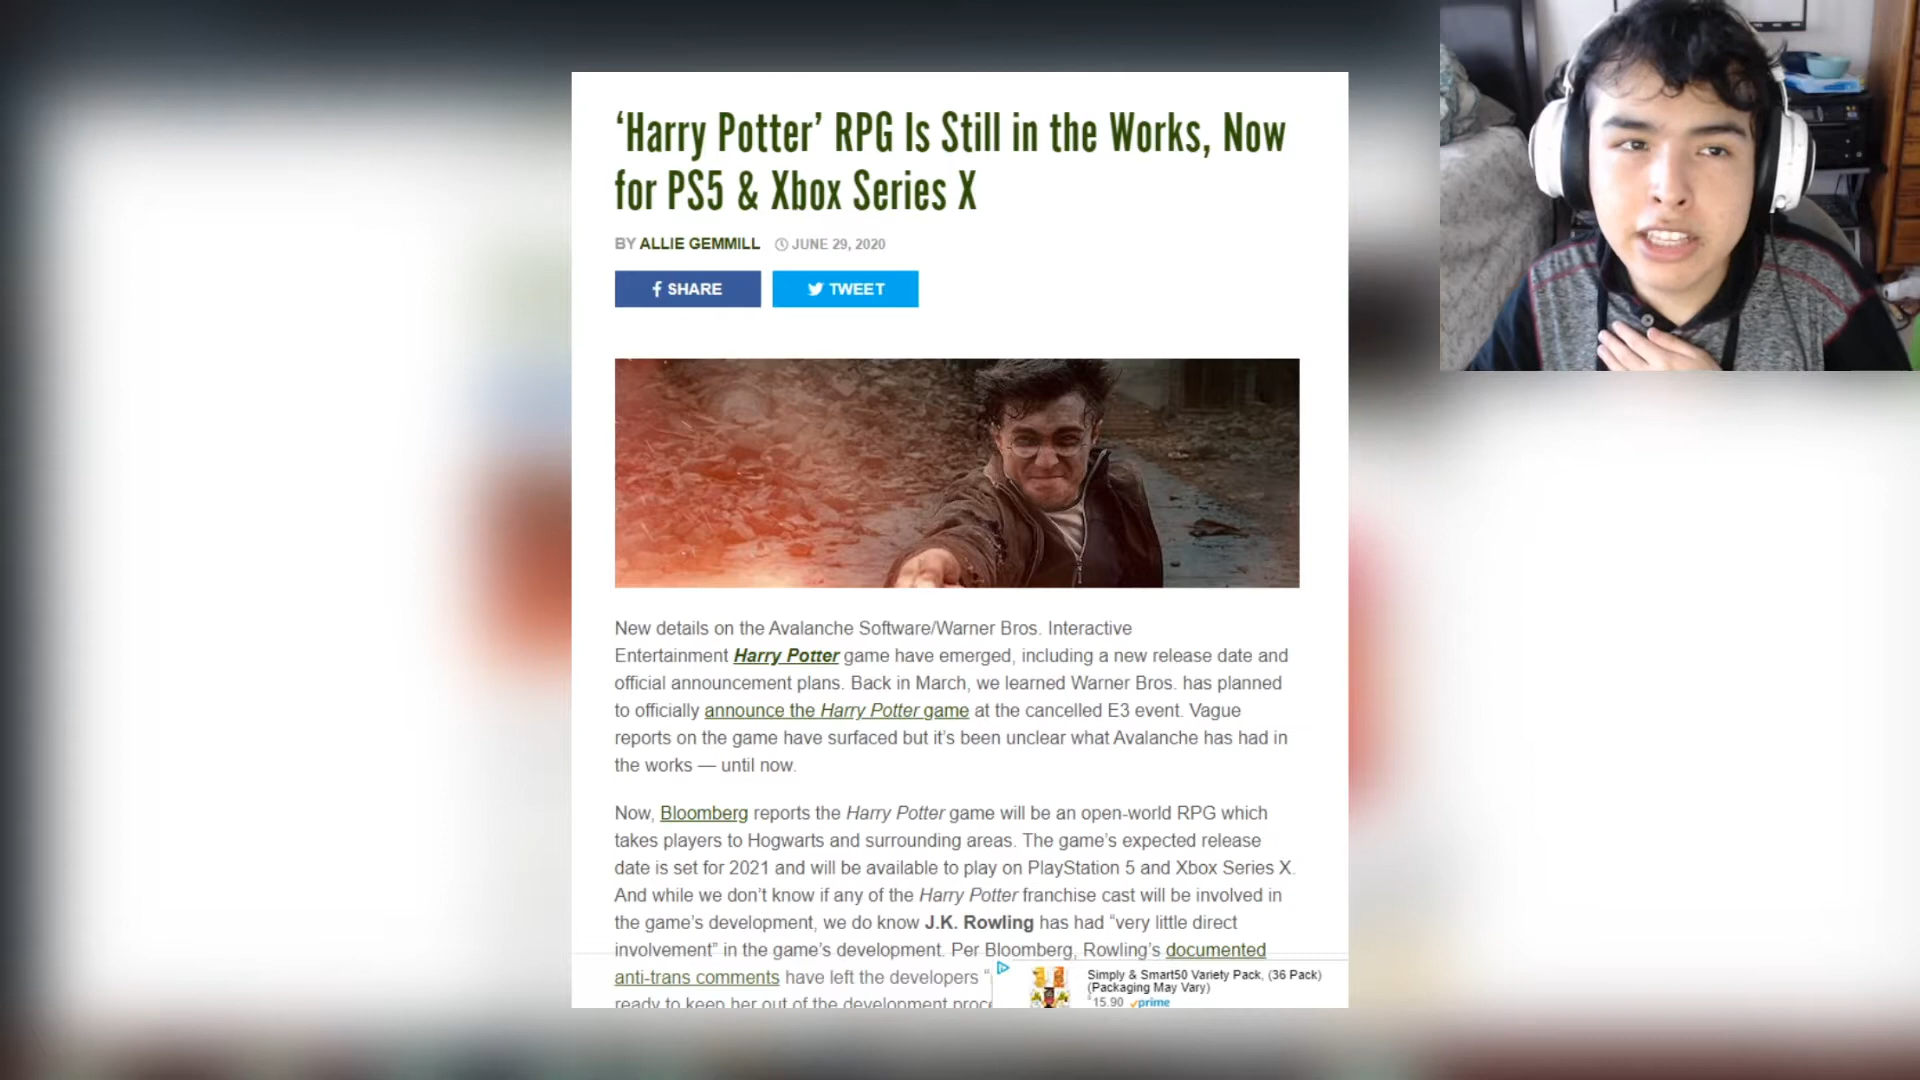 ‘Harry Potter’ RPG Is Still in the Works, Now
for PS5 & Xbox Series X
BY ALLIE GEMMILL JUNE 29, 2020
SHARE TWEET
New details on the Avalanche Software/Warner Bros. Interactive
Entertainment Harry Potter game have emerged, including a new release date and
official announcement plans. Back in March, we learned Warner Bros. has planned
to officially announce the Harry Potter game at the cancelled E3 event. Vague
reports on the game have surfaced but it’s been unclear what Avalanche has had in
the works — until now.
Now, Bloomberg reports the Harry Potter game will be an open-world RPG which
takes players to Hogwarts and surrounding areas. The game’s expected release
date is set for 2021 and will be available to play on PlayStation 5 and Xbox Series X.
And while we don’t know if any of the Harry Potter franchise cast will be involved in
the game’s development, we do know J.K. Rowling has had “very little direct
involvement” in the game’s development. Per Bloomberg, Rowling’s documented
anti-trans comments have left the developers “
ready to keep her out of the development proce
Simply & Smart50 Variety Pack, (36 Pack)
(Packaging May Vary)
$15.90 prime